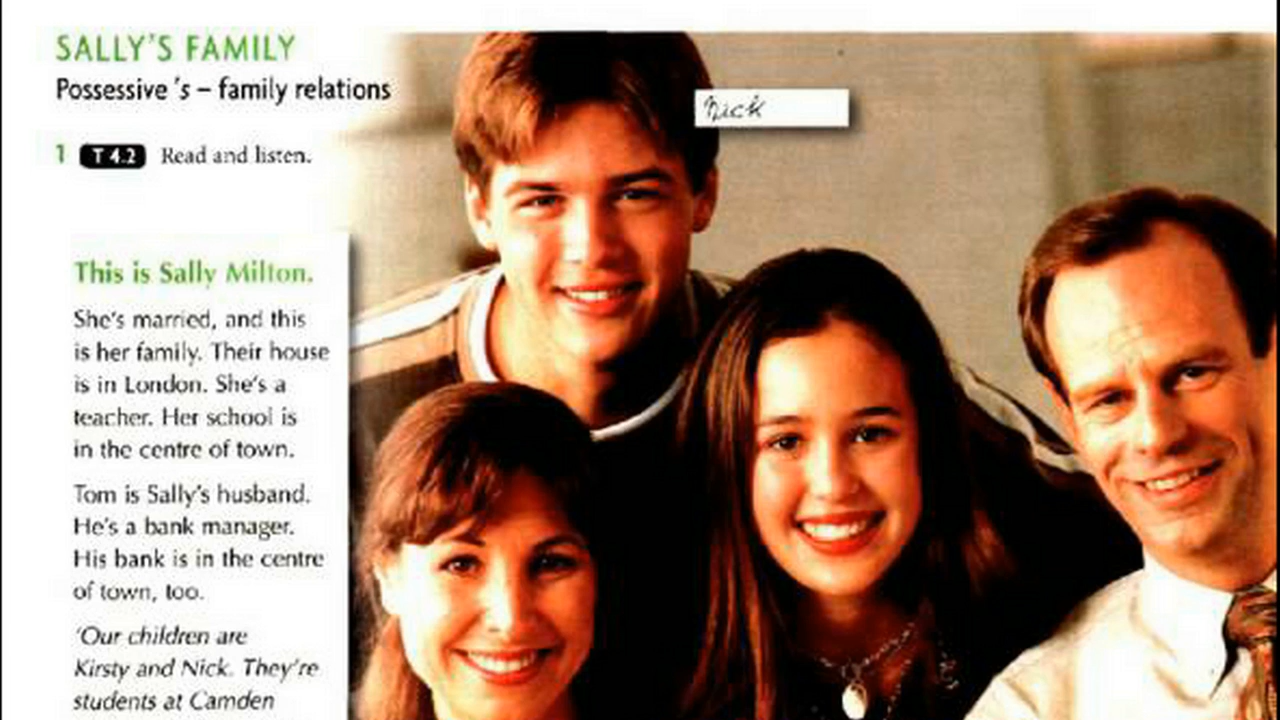 SALLY'S FAMILY
Possessive 's – family relations
1 T 4.2 Read and listen.
Nick
This is Sally Milton.
She's married, and this
is her family. Their house
is in London. She's a
teacher. Her school is
in the centre of town.
Tom is Sally's husband.
He's a bank manager.
His bank is in the centre
of town, too.
'Our children are
Kirsty and Nick. They're
students at Camden